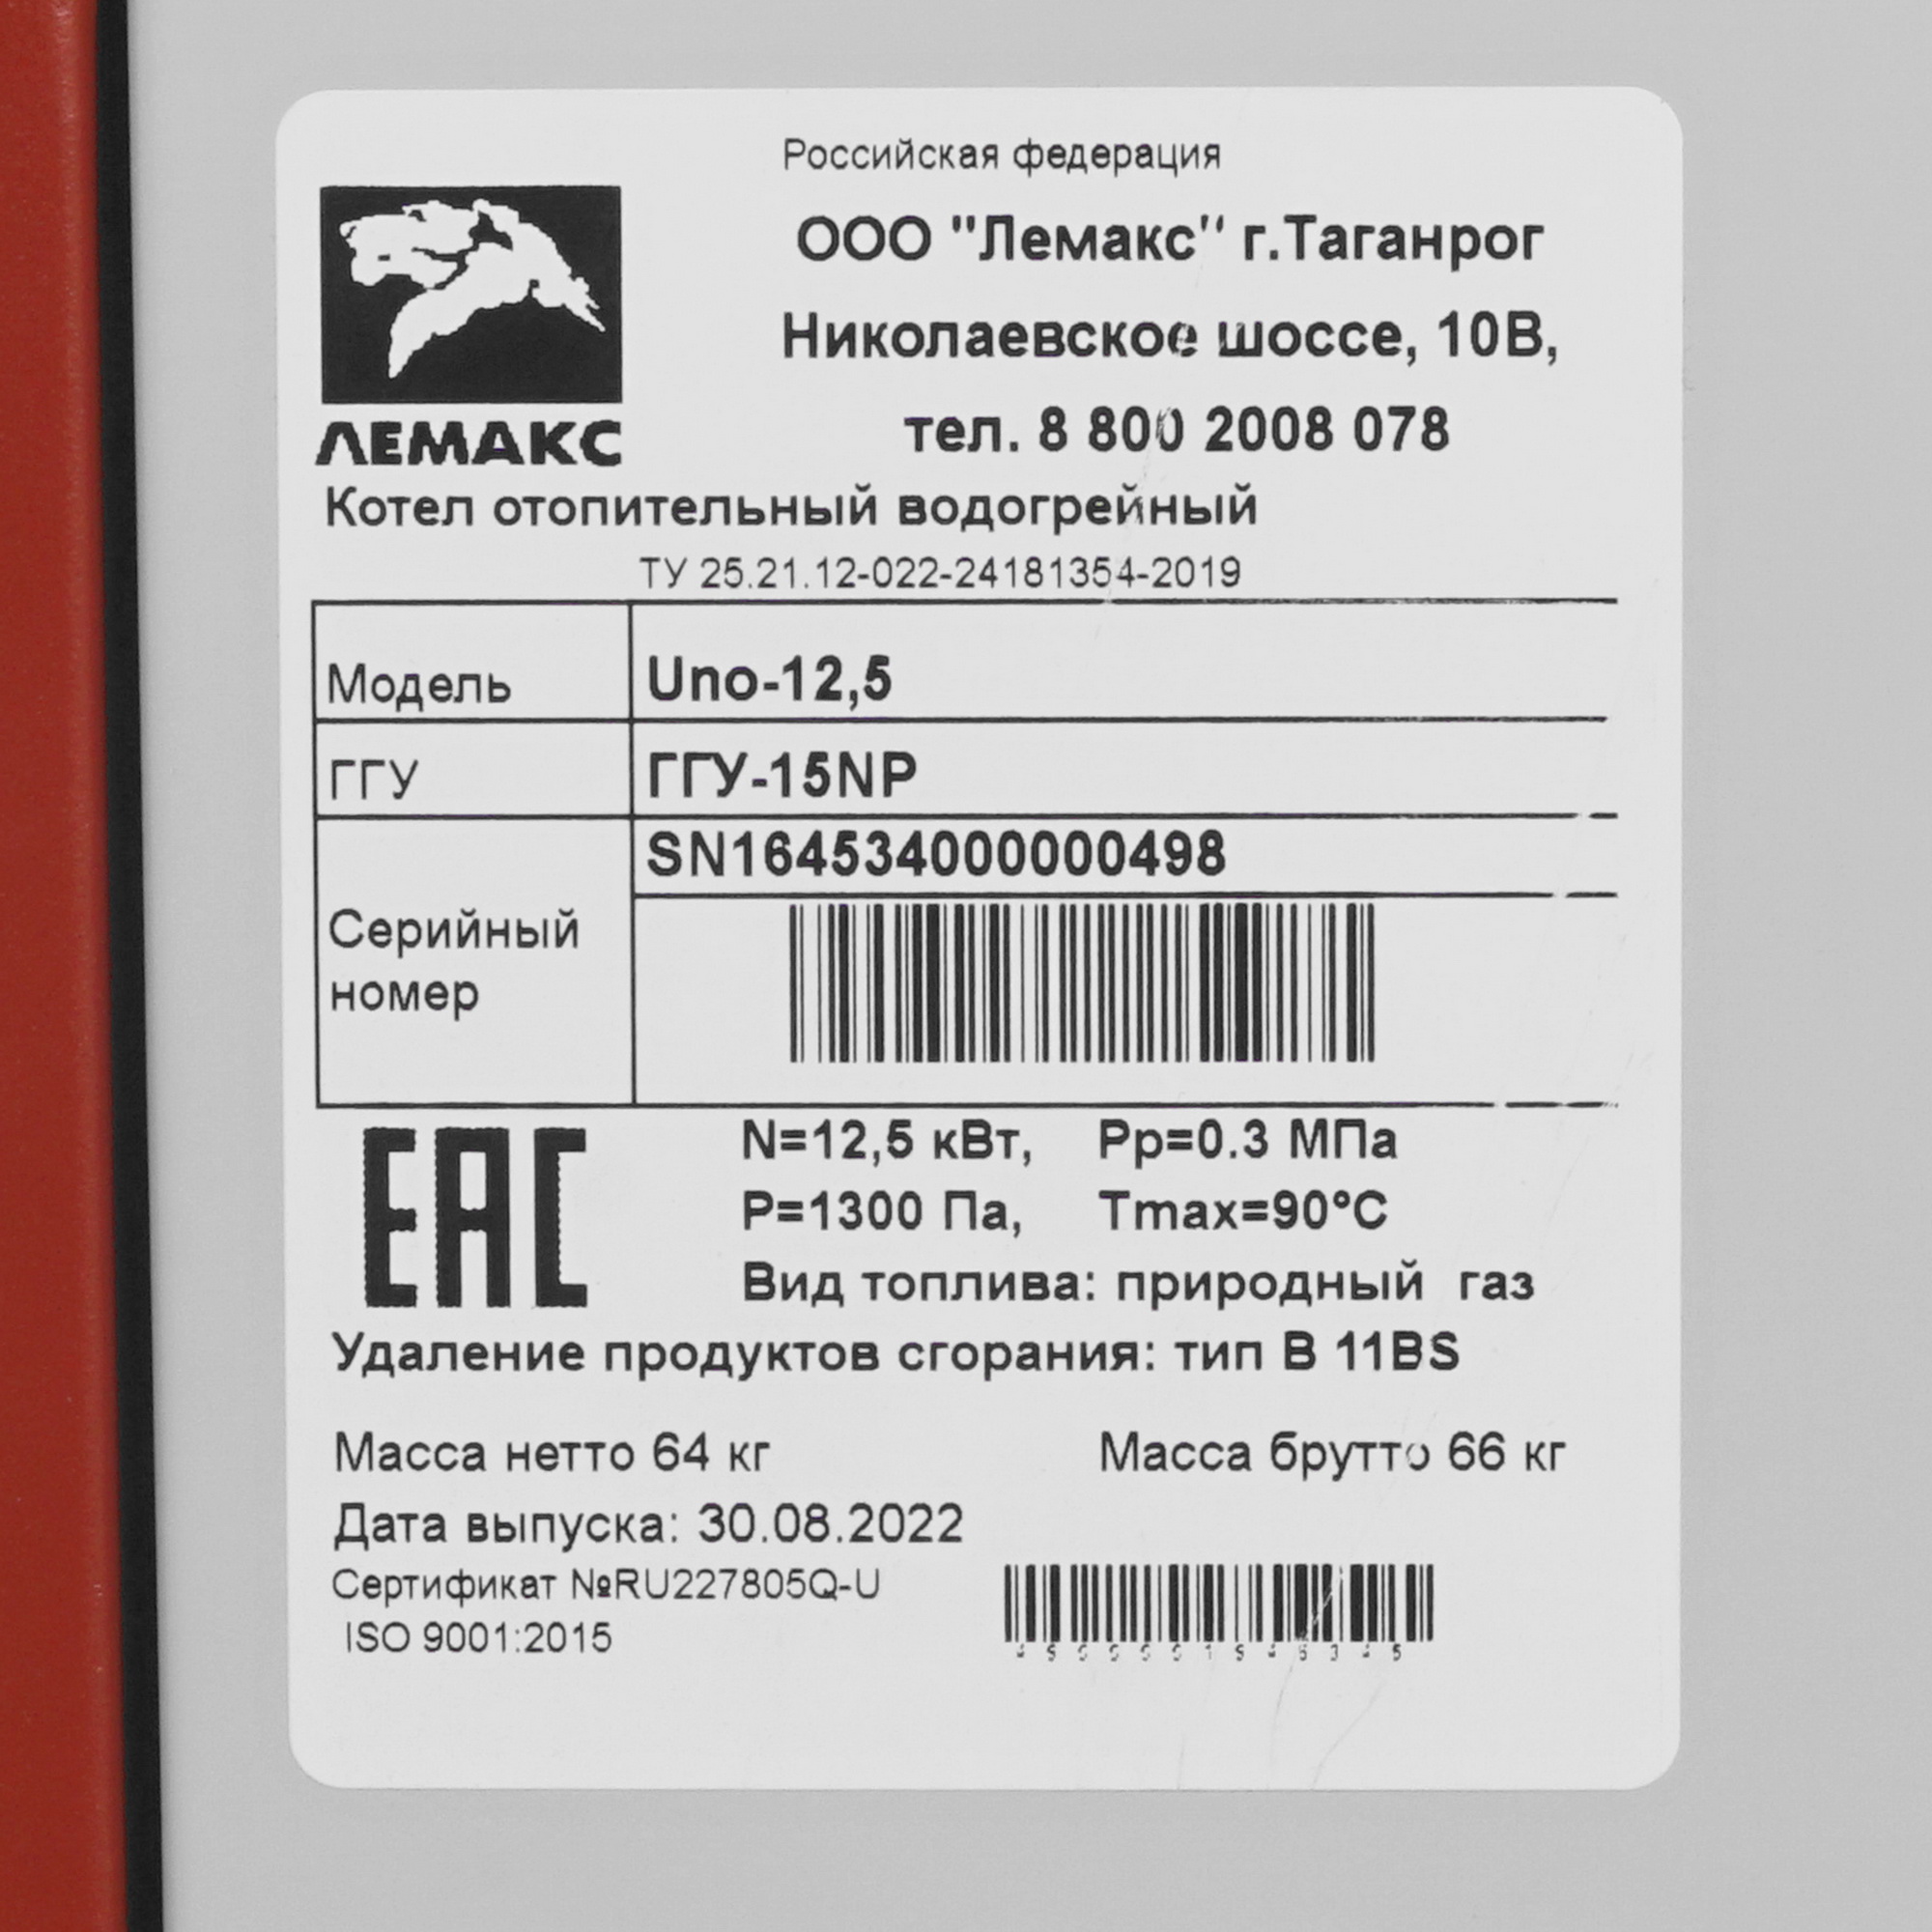 Российская федерация
ООО "Лемакс" г.Таганрог
Николаевское шоссе, 10В,
тел. 8 800 2008 078
ЛЕМАКС
Котел отопительный водогрейный
ТУ 25.21.12-022-24181354-2019
Модель Uno-12,5
ГГУ ГГУ-15NP
SN164534000000498
Серийный
номер
EAC
N=12,5 кВт, Рр=0.3 МПа
Р=1300 Па, Tmax=90°С
Вид топлива: природный газ
Удаление продуктов сгорания: тип В 11BS
Масса нетто 64 кг Масса брутто 66 кг
Дата выпуска: 30.08.2022
Сертификат №RU227805Q-U
ISO 9001:2015